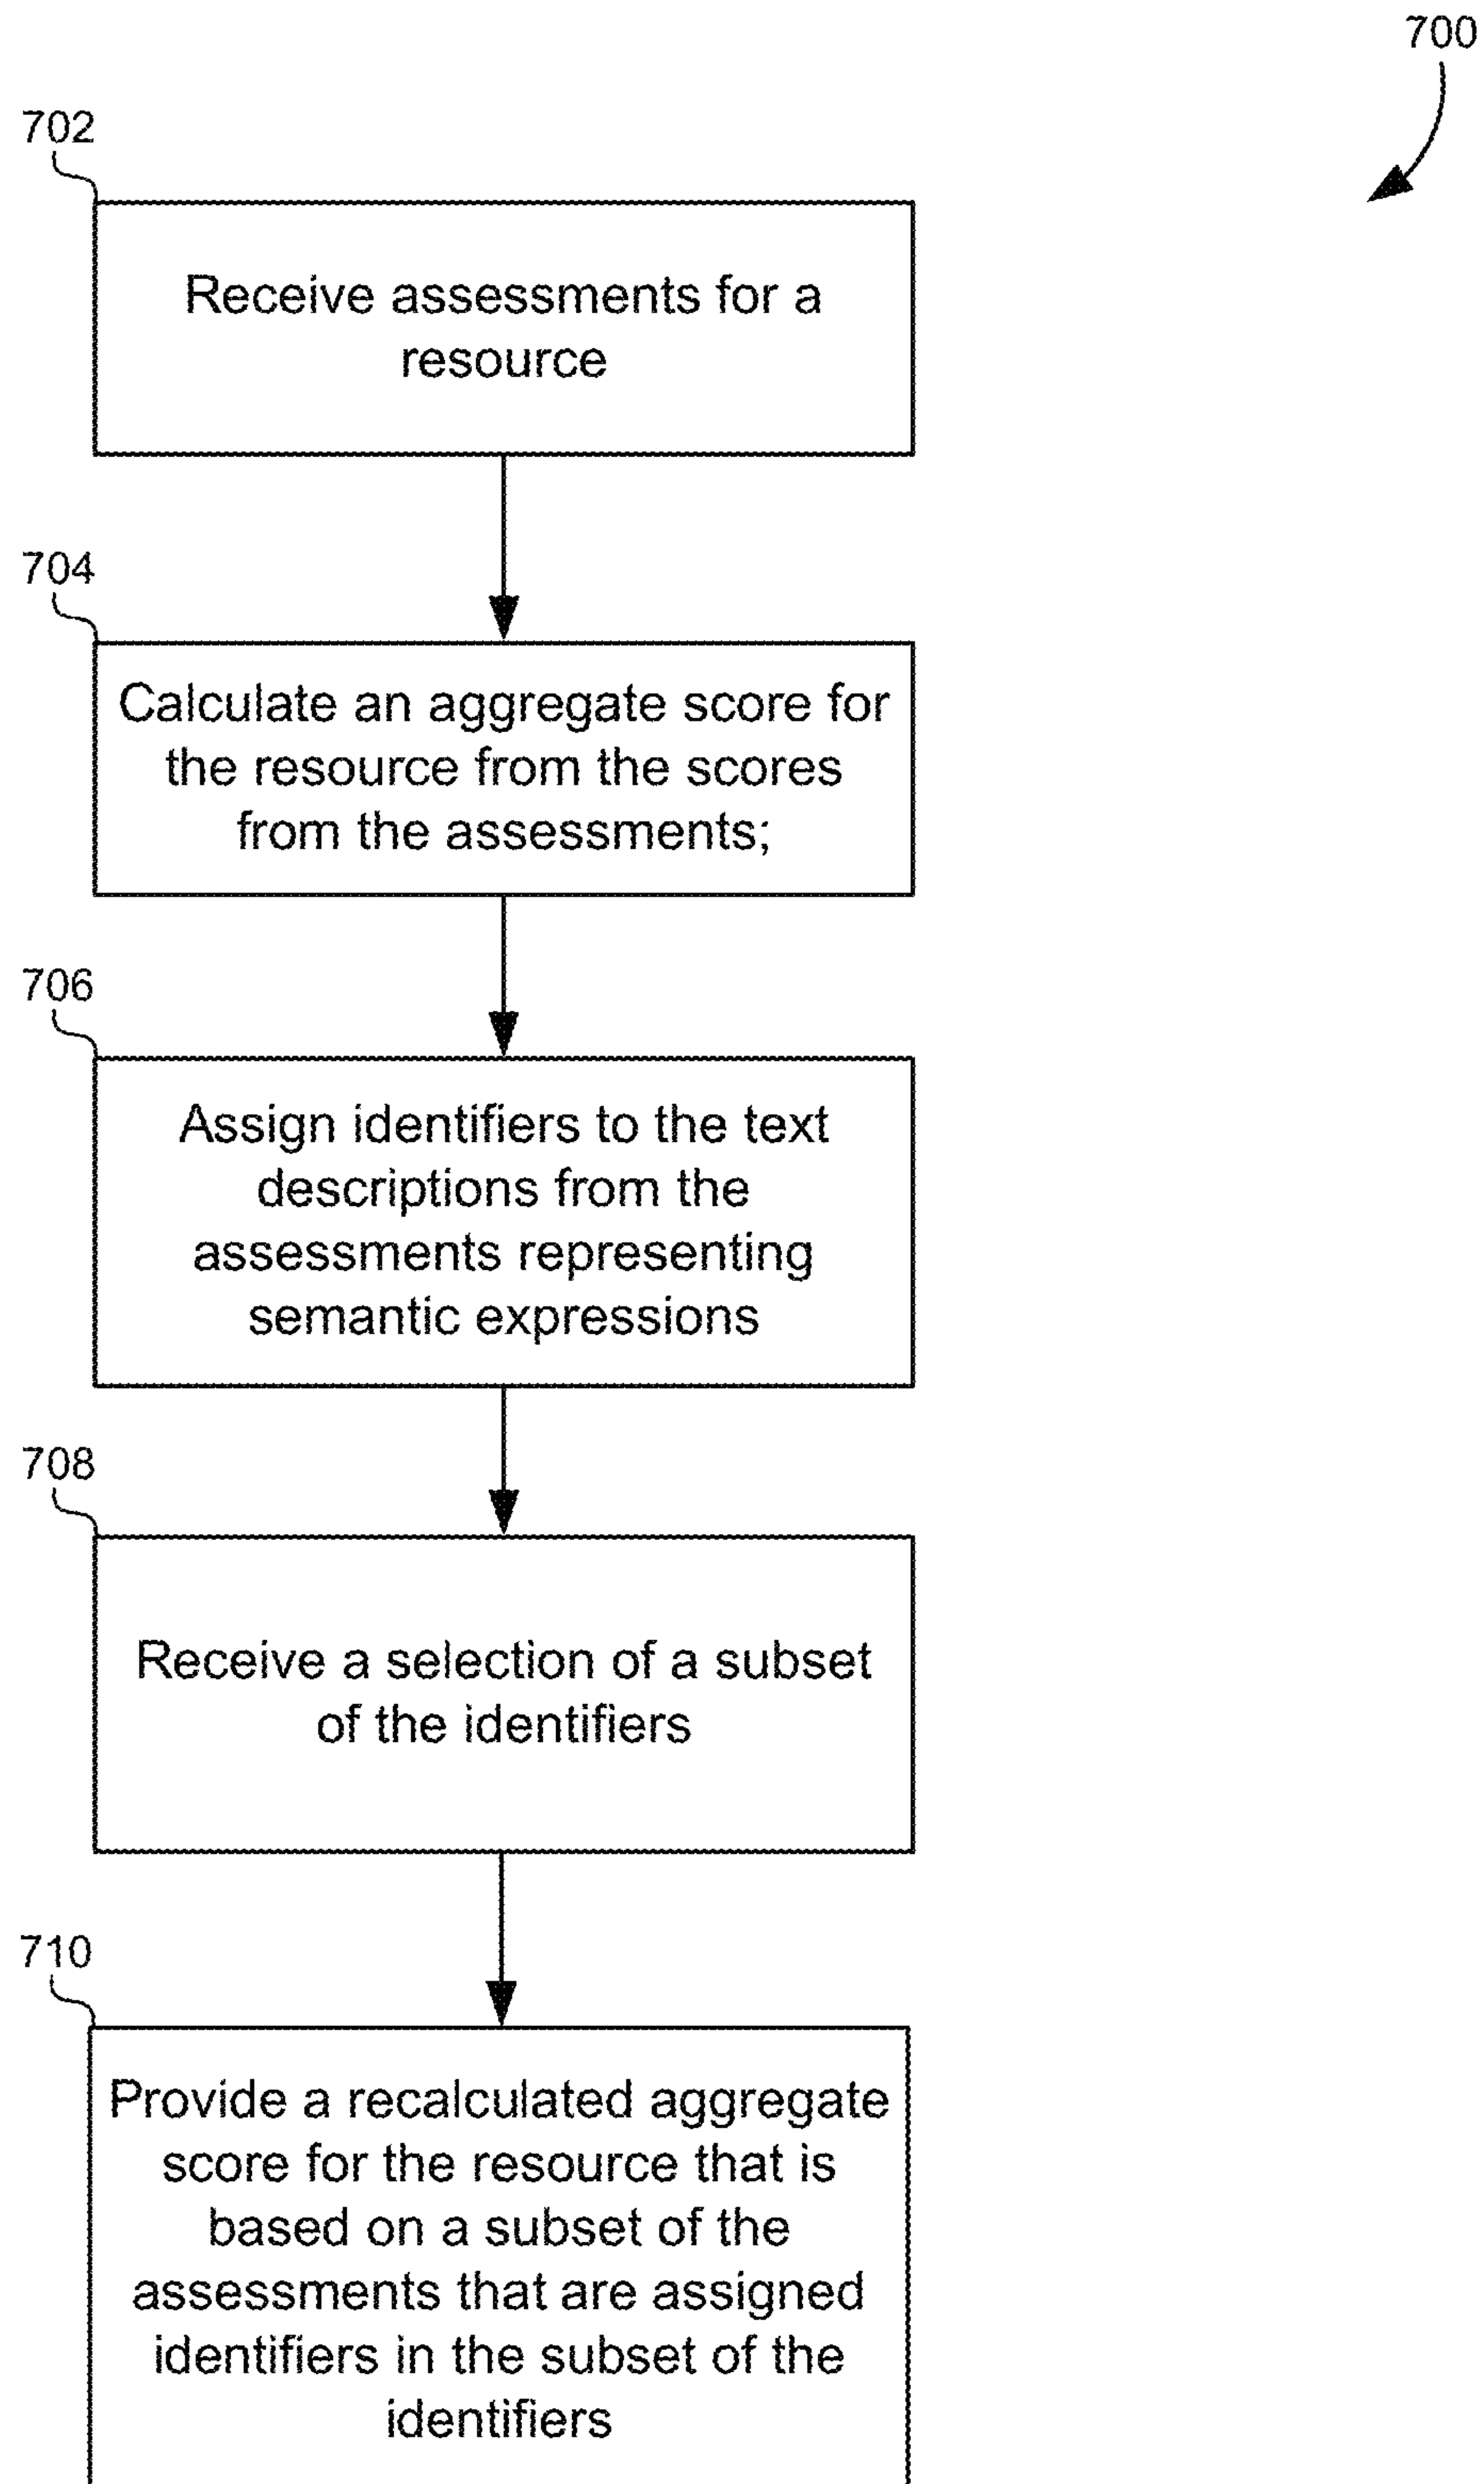 700
702
Receive assessments for a
resource
704
Calculate an aggregate score for
the resource from the scores
from the assessments;
706
Assign identifiers to the text
descriptions from the
assessments representing
semantic expressions
708
Receive a selection of a subset
of the identifiers
710
Provide a recalculated aggregate
score for the resource that is
based on a subset of the
assessments that are assigned
identifiers in the subset of the
identifiers